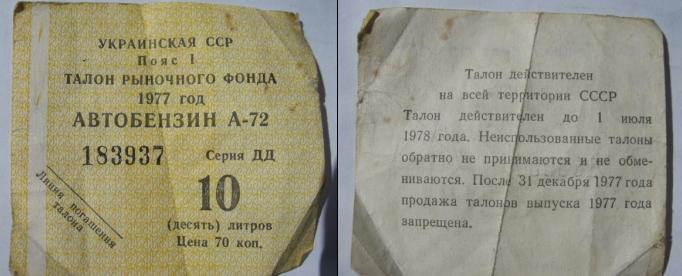 УКРАИНСКАЯ ССР
Пояс 1
ТАЛОН РЫНОЧНОГО ФОНДА
1977 год
АВТОБЕНЗИН А-72
183937 Серия ДД
Линия погашения
талона
10
(десять) литров
Цена 70 коп.
Талон действителен
на всей территории СССР
Талон действителен до 1 июля
1978 года. Неиспользованные талоны
обратно не принимаются и не обме-
ниваются. После 31 декабря 1977 года
продажа талонов выпуска 1977 года
запрещена.